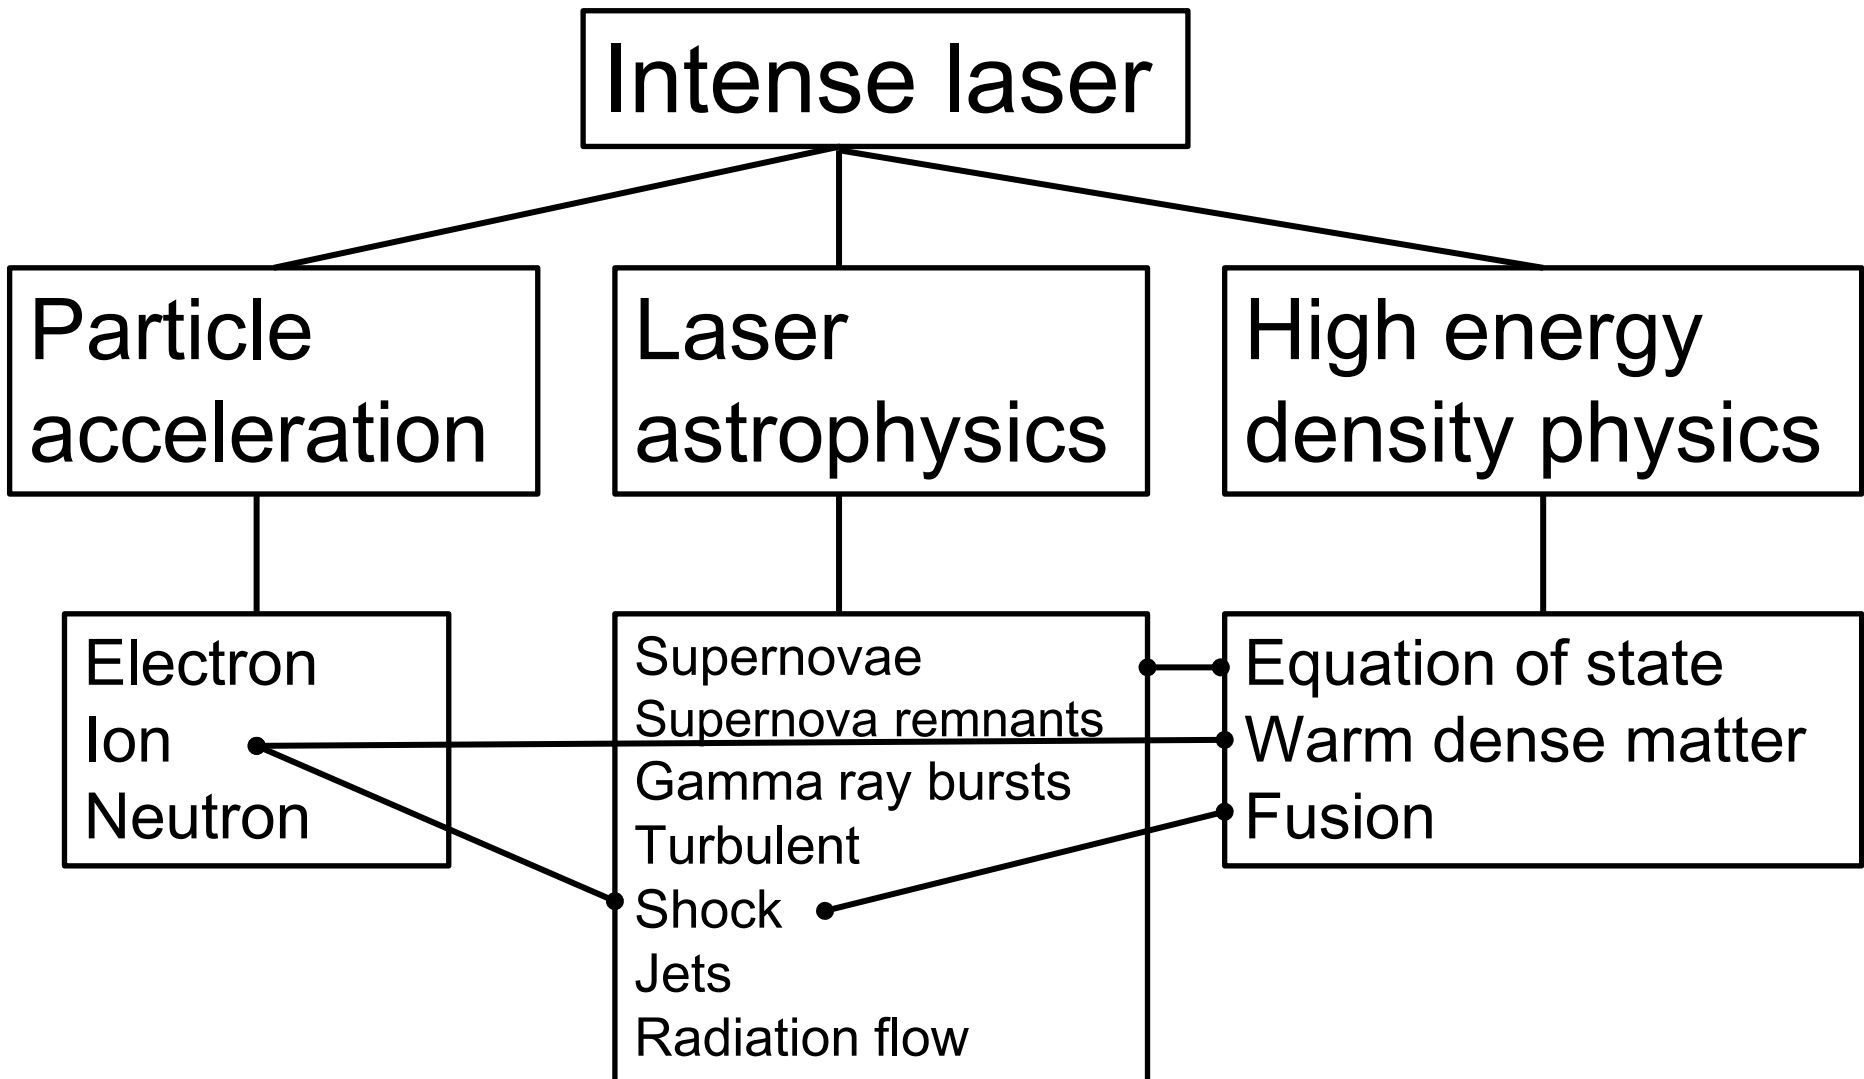 Intense laser
Particle
acceleration
Laser
astrophysics
High energy
density physics
Electron
Ion
Neutron
Supernovae
Supernova remnants
Gamma ray bursts
Turbulent
Shock
Jets
Radiation flow
Equation of state
Warm dense matter
Fusion